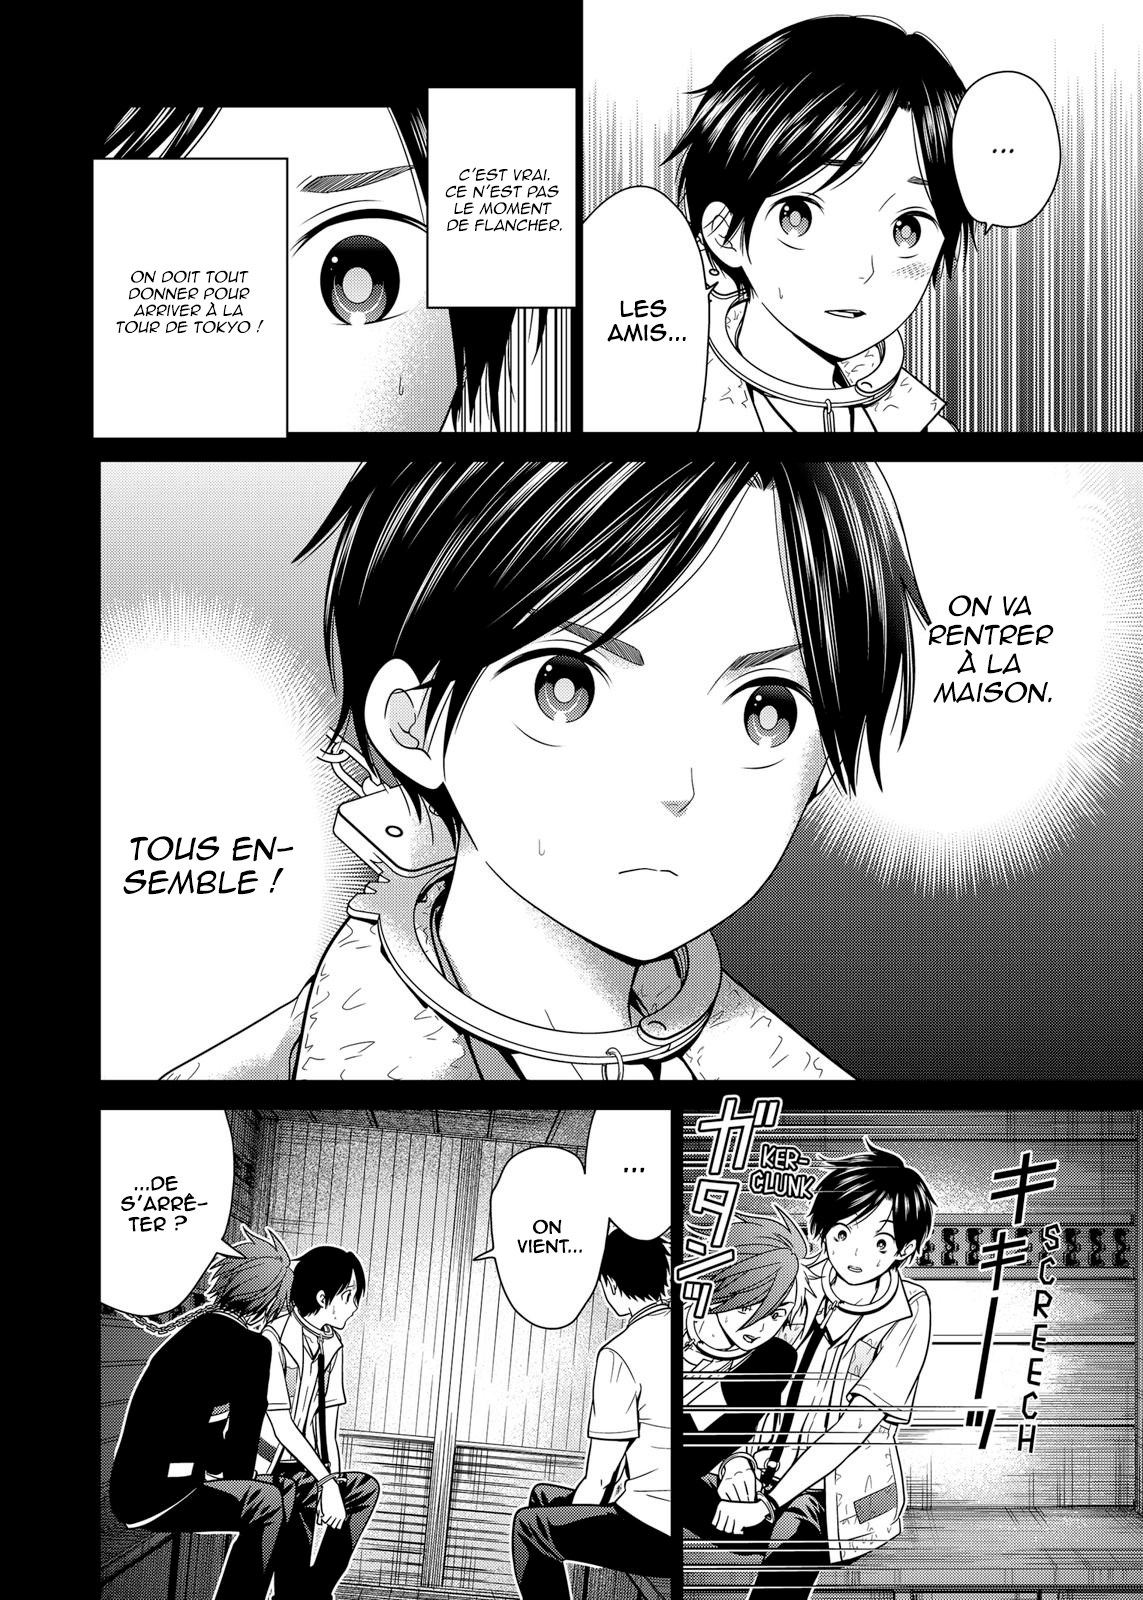 ...
LES
AMIS...
C'EST VRAI,
CE N'EST PAS
LE MOMENT
DE FLANCHER.
ON DOIT TOUT
DONNER POUR
ARRIVER À LA
TOUR DE TOKYO !
ON VA
RENTRER
À LA
MAISON.
TOUS EN-
SEMBLE !
ガタンッ
KER-
CLUNK
キキーーッ
SCREECH
...
ON
VIENT...
...DE
S'ARRÊ-
TER ?